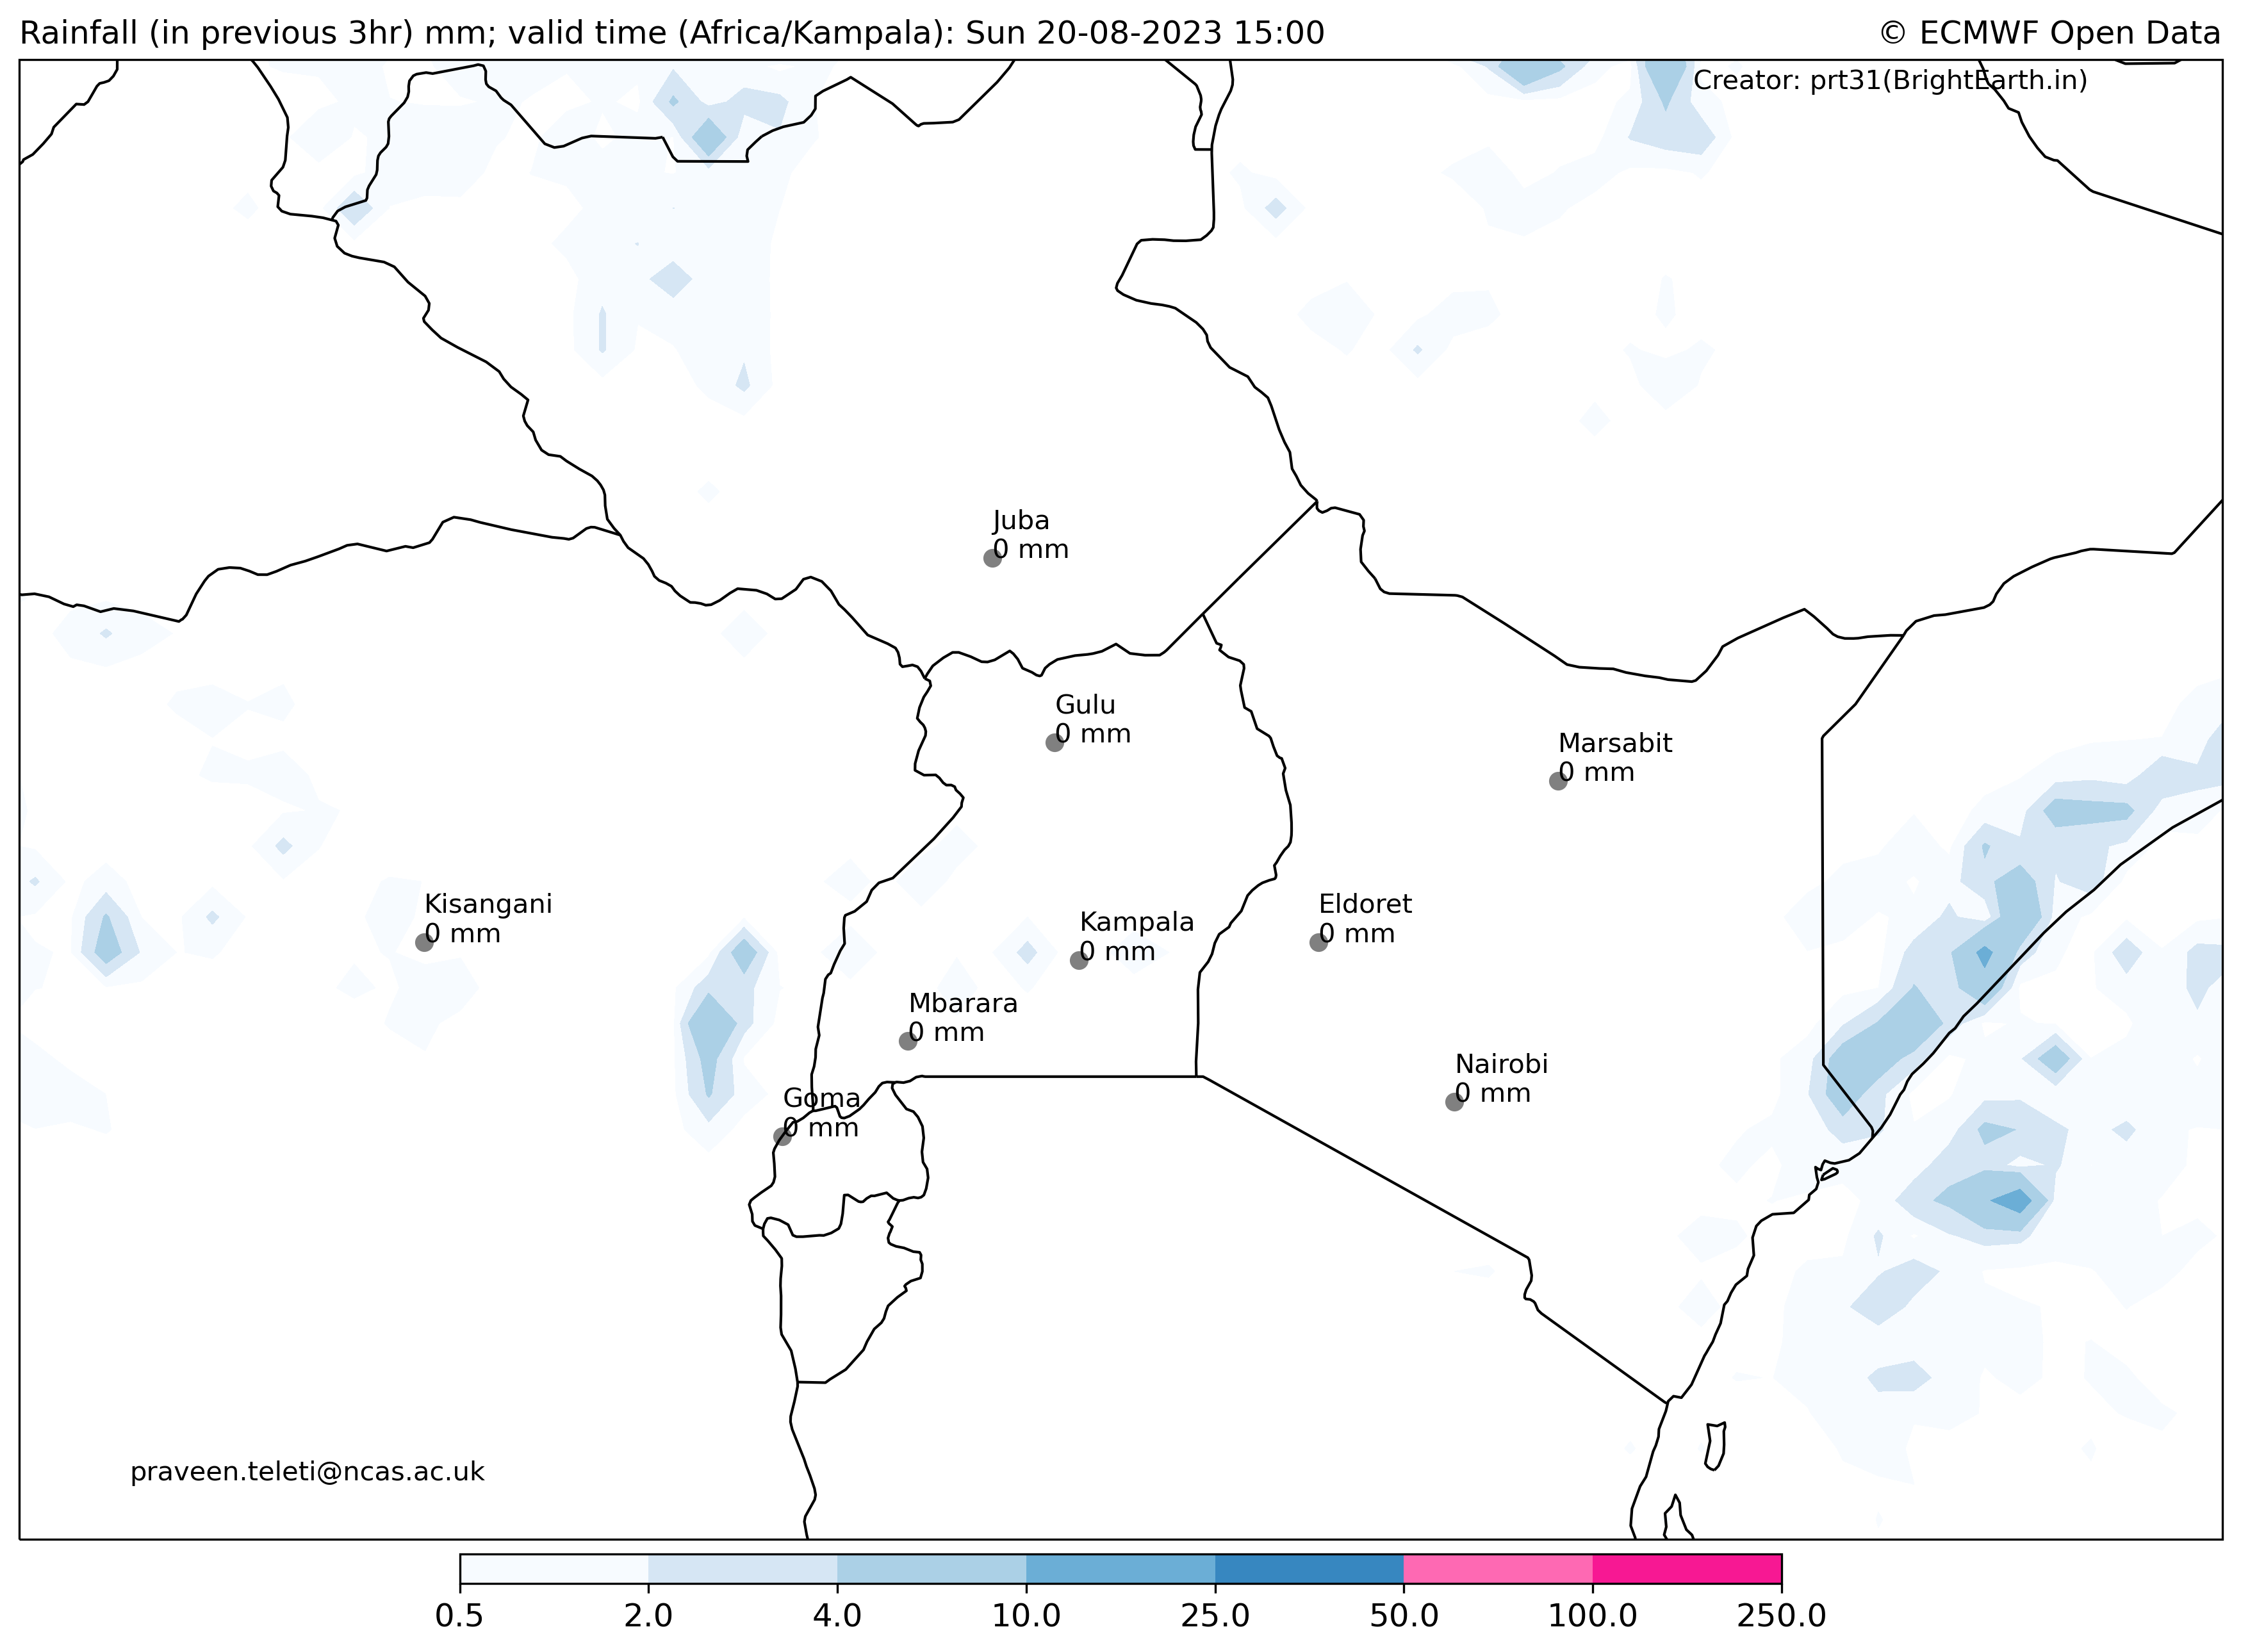 Rainfall (in previous 3hr) mm; valid time (Africa/Kampala): Sun 20-08-2023 15:00
© ECMWF Open Data
Creator: prt31(BrightEarth.in)
Juba
0 mm
Gulu
0 mm
Marsabit
0 mm
Kisangani
0 mm
Eldoret
0 mm
Kampala
0 mm
Mbarara
0 mm
Nairobi
0 mm
Goma
0 mm
praveen.teleti@ncas.ac.uk
0.5 2.0 4.0 10.0 25.0 50.0 100.0 250.0